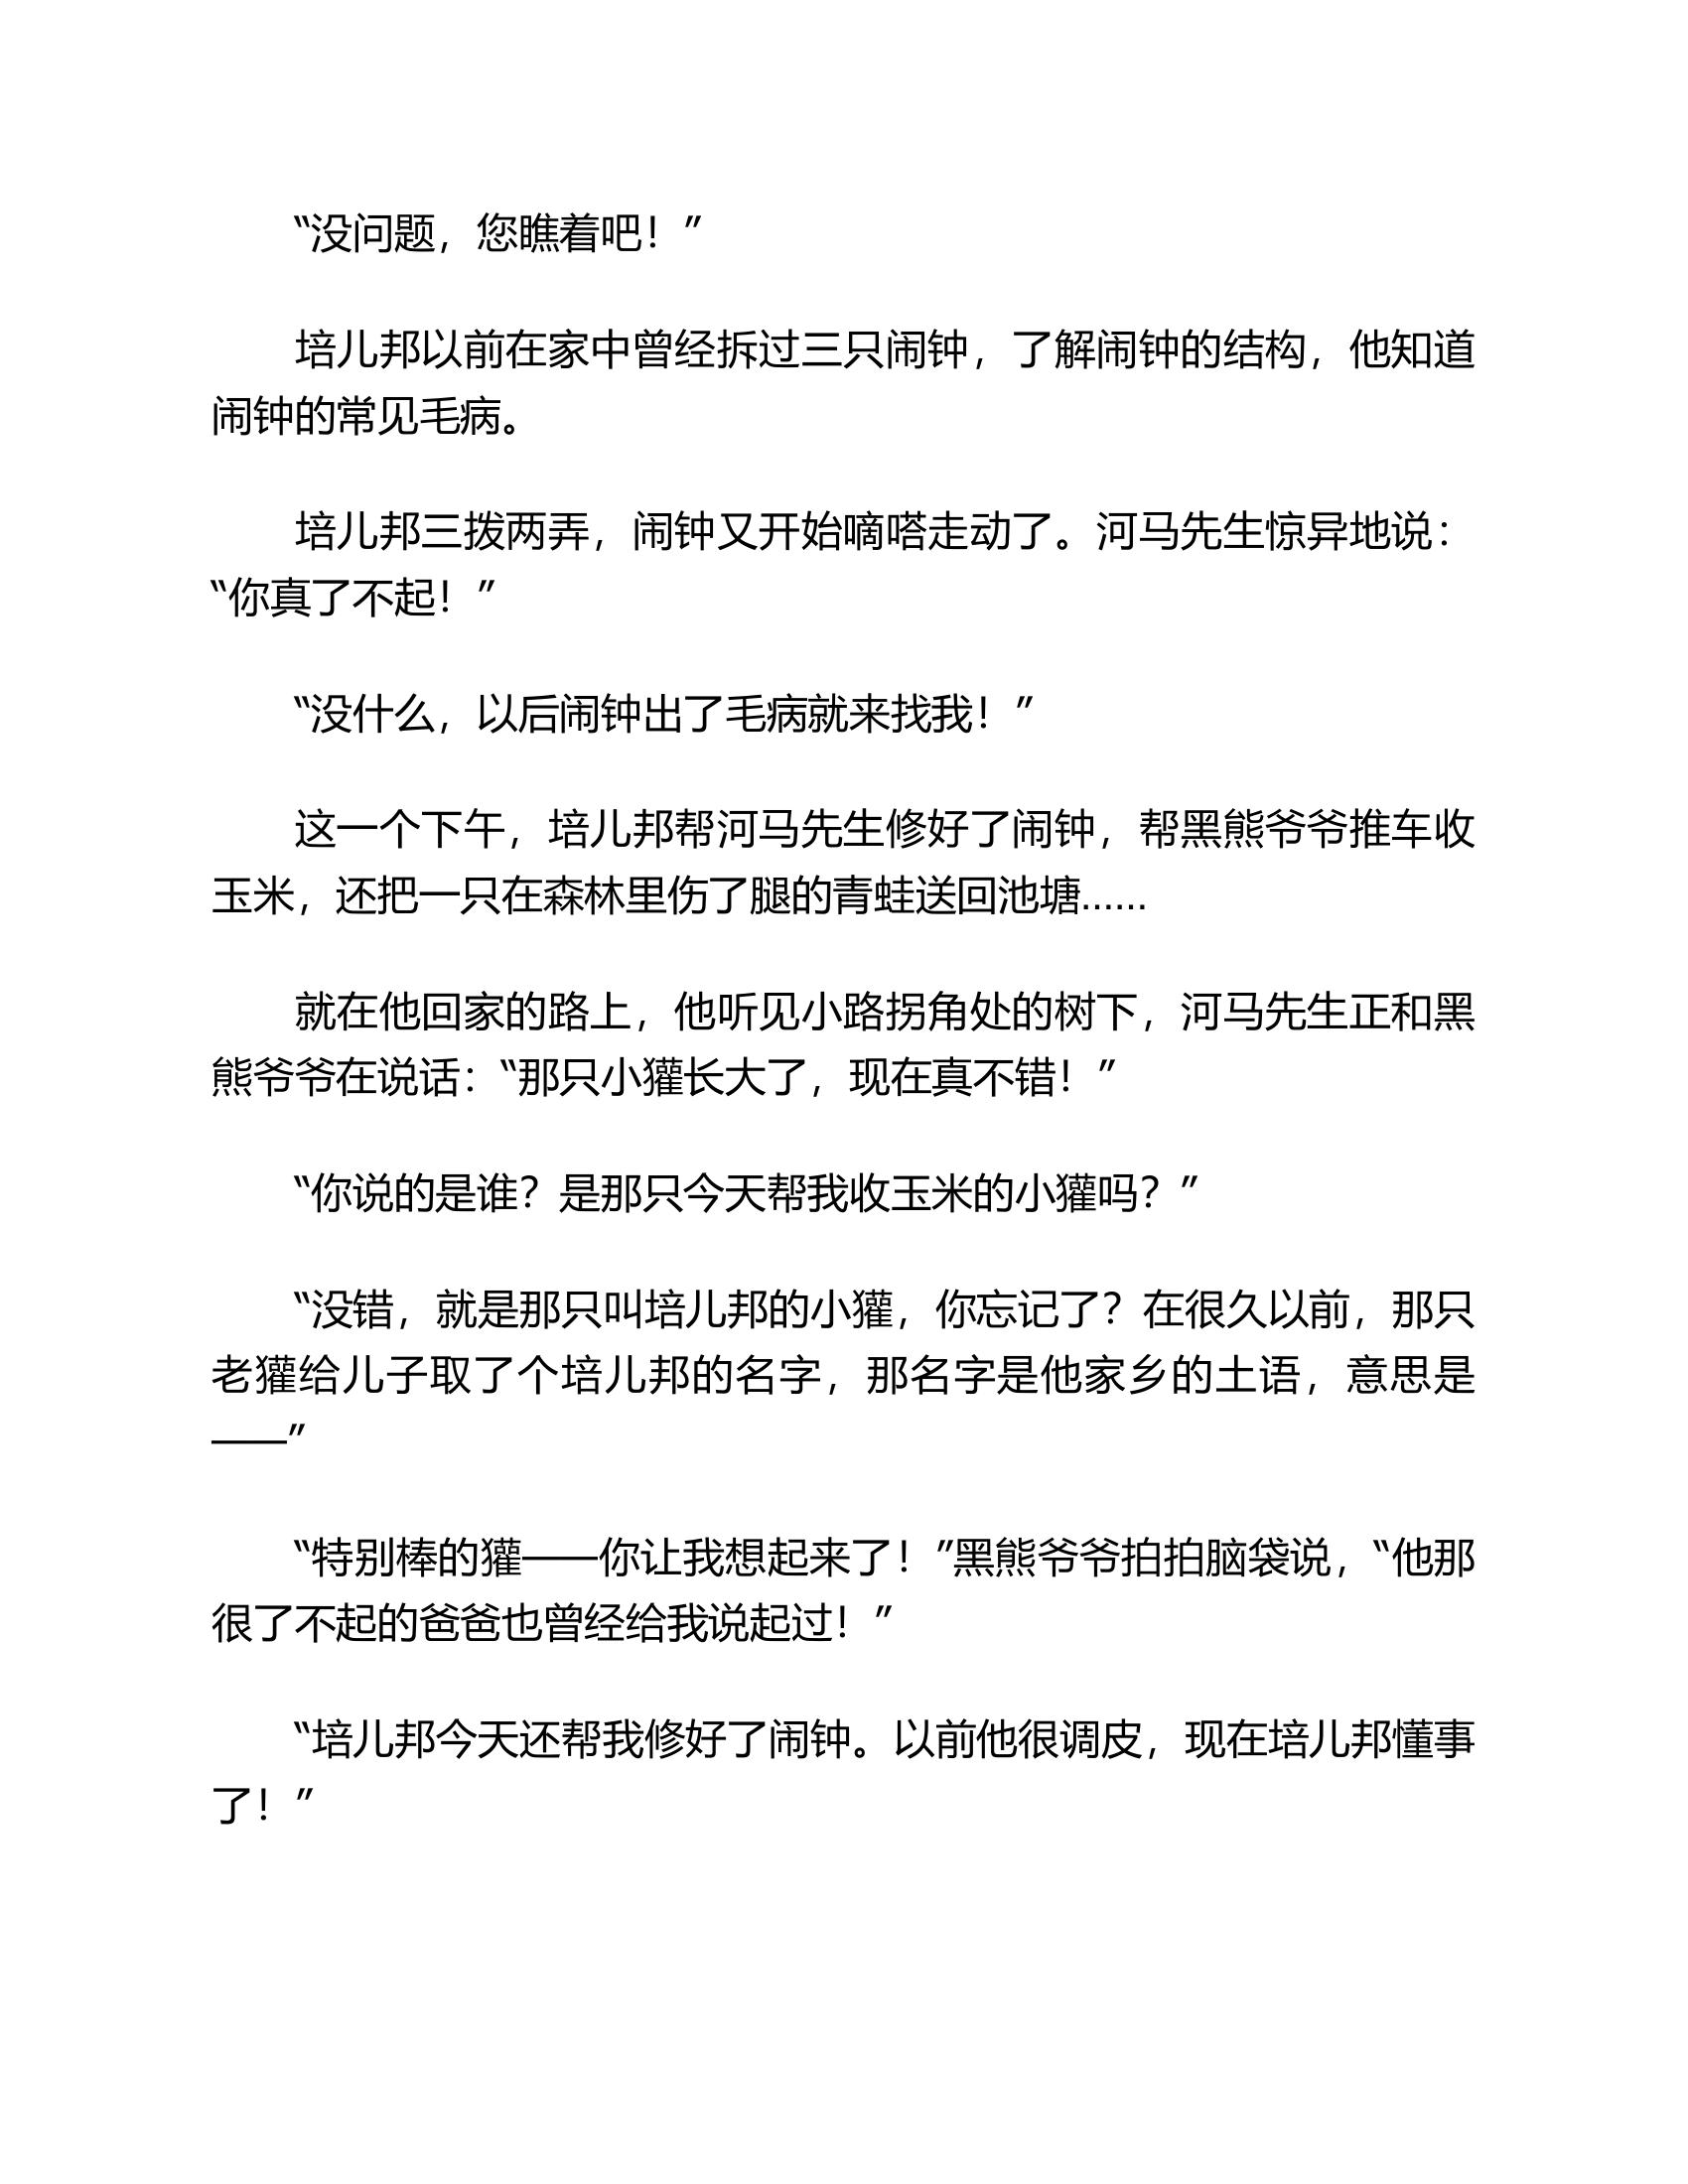 “没问题，您瞧着吧！”
培儿邦以前在家中曾经拆过三只闹钟，了解闹钟的结构，他知道
闹钟的常见毛病。
培儿邦三拨两弄，闹钟又开始嘀嗒走动了。河马先生惊异地说：
“你真了不起！”
“没什么，以后闹钟出了毛病就来找我！”
这一个下午，培儿邦帮河马先生修好了闹钟，帮黑熊爷爷推车收
玉米，还把一只在森林里伤了腿的青蛙送回池塘……
就在他回家的路上，他听见小路拐角处的树下，河马先生正和黑
熊爷爷在说话：“那只小獾长大了，现在真不错！”
“你说的是谁？是那只今天帮我收玉米的小獾吗？”
“没错，就是那只叫培儿邦的小獾，你忘记了？在很久以前，那只
老獾给儿子取了个培儿邦的名字，那名字是他家乡的土语，意思是
——”
“特别棒的獾——你让我想起来了！”黑熊爷爷拍拍脑袋说，“他那
很了不起的爸爸也曾经给我说起过！”
“培儿邦今天还帮我修好了闹钟。以前他很调皮，现在培儿邦懂事
了！”